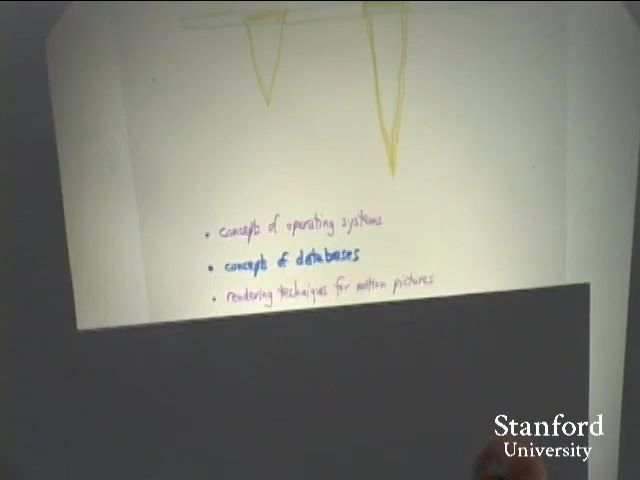 • concepts of operating systems
• concepts of databases
• rendering techniques for motion pictures
Stanford
University